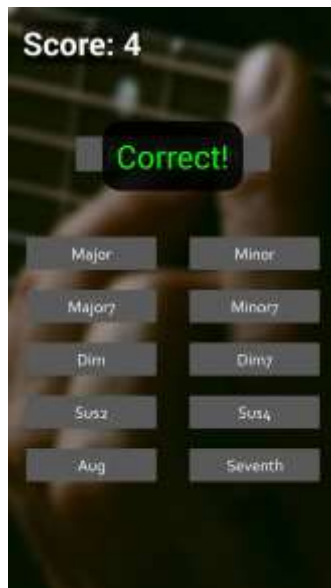 Score: 4
Correct!
Major Minor
Major7 Minor7
Dim Dim7
Sus2 Sus4
Aug Seventh